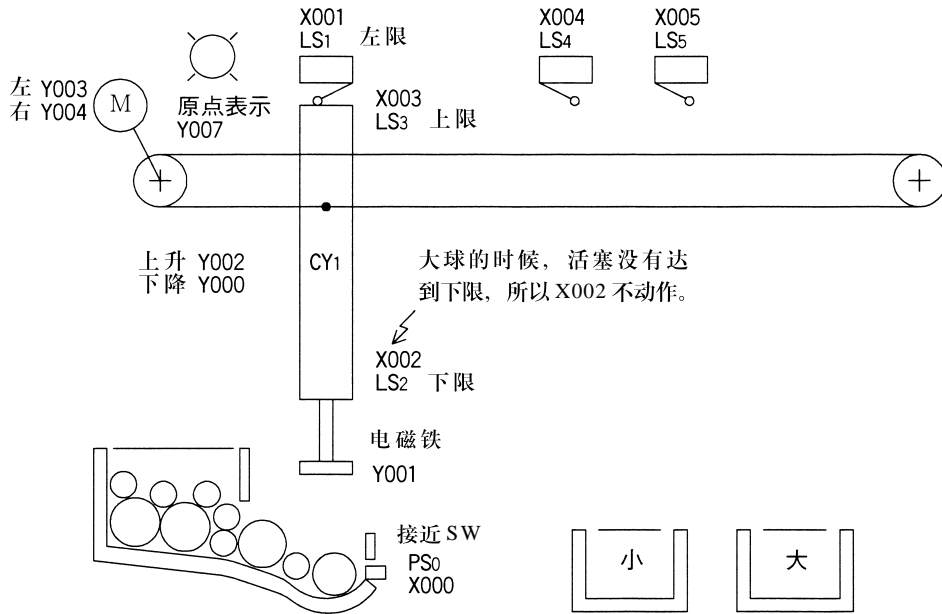 X001
LS1 左限
X004
LS4
X005
LS5
左 Y003
右 Y004
M
原点表示
Y007
X003
LS3 上限
上升 Y002
下降 Y000
CY1
大球的时候，活塞没有达
到下限，所以X002不动作。
X002
LS2 下限
电磁铁
Y001
接近SW
PS0
X000
小
大